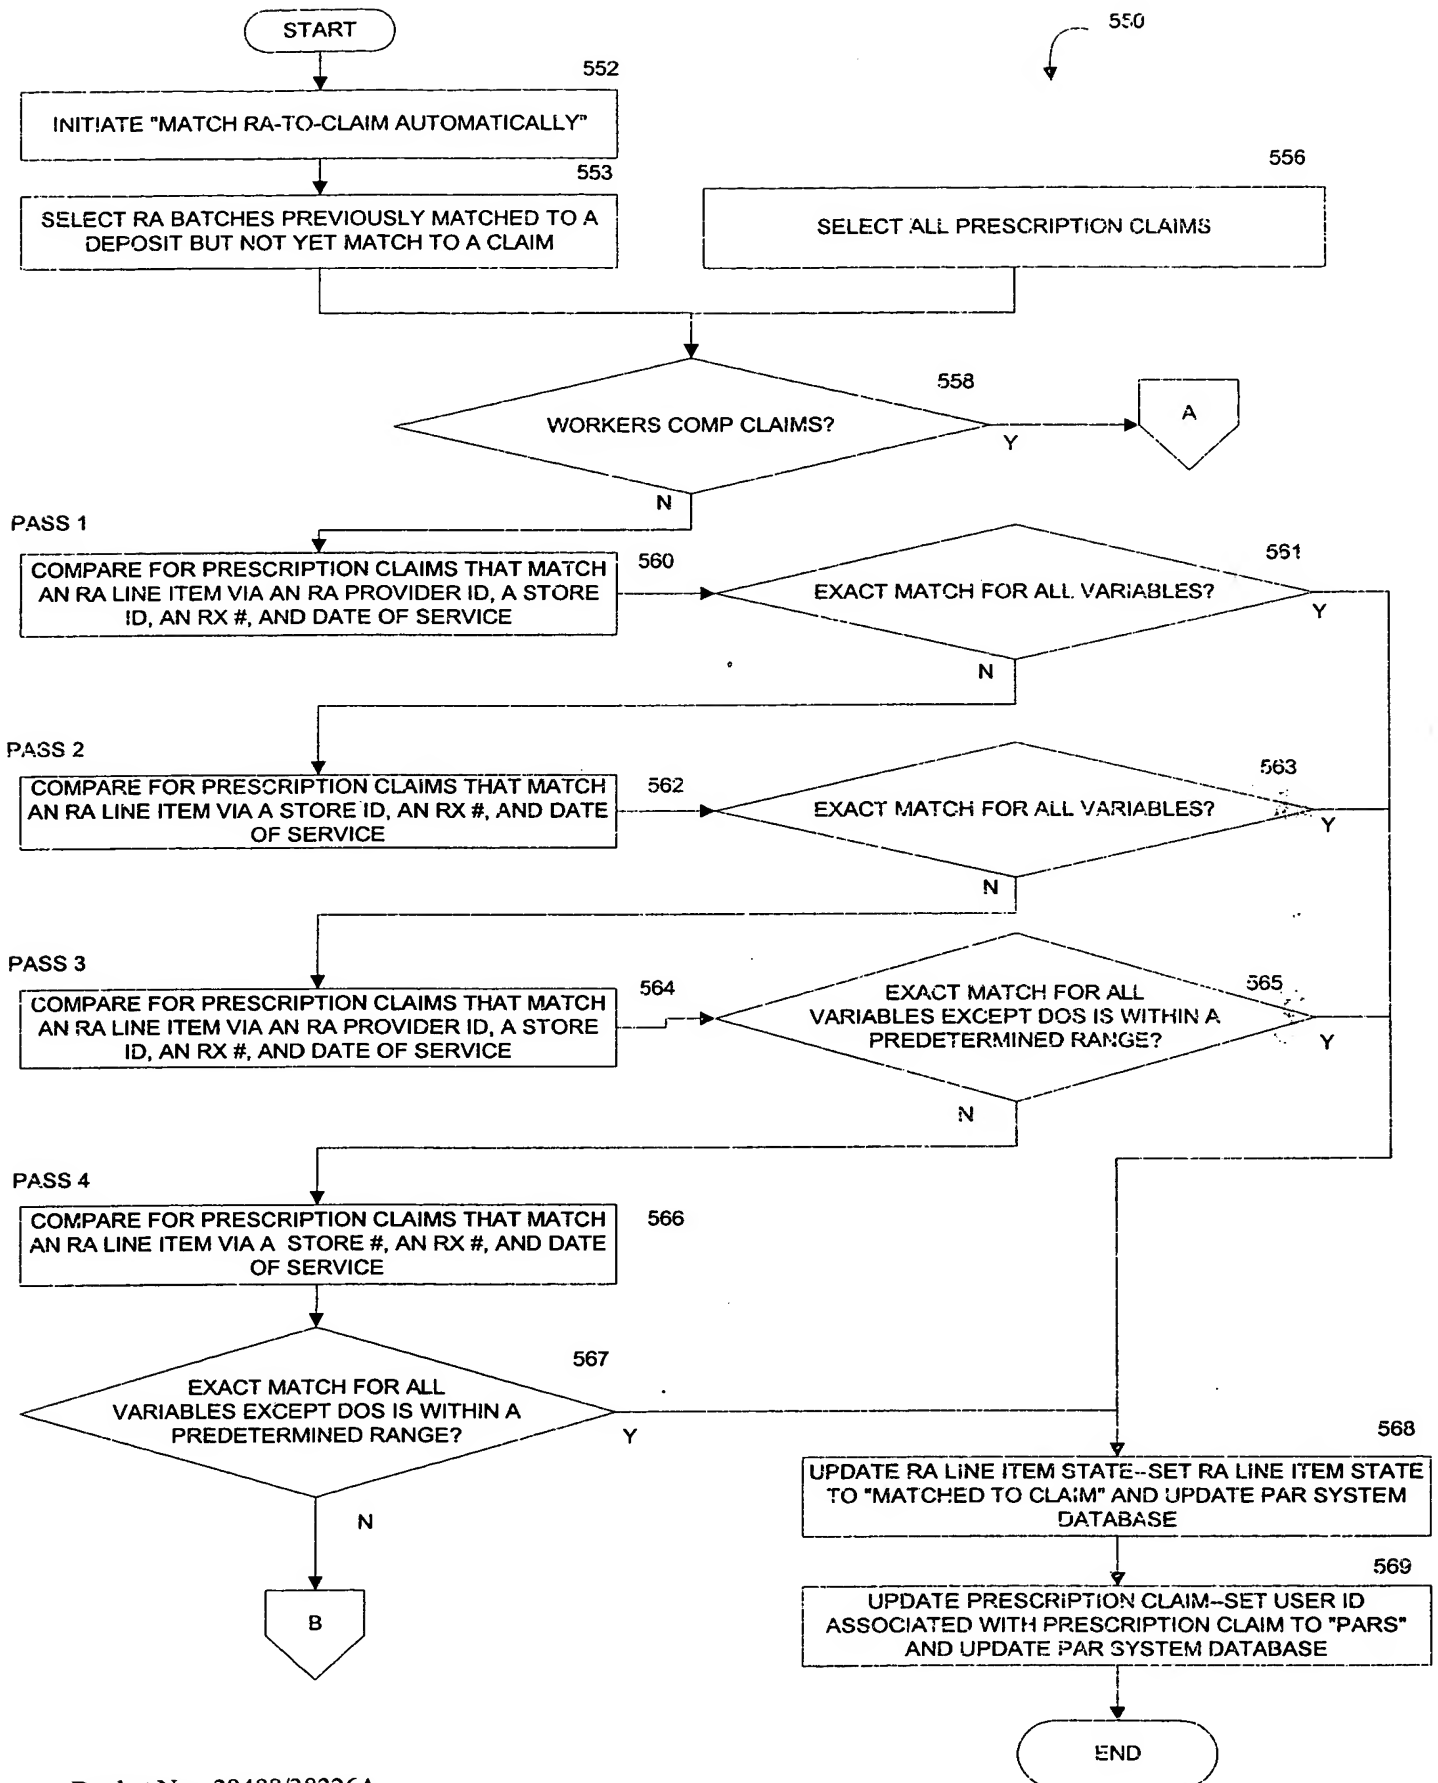 START
550
552
INITIATE "MATCH RA-TO-CLAIM AUTOMATICALLY"
553
556
SELECT RA BATCHES PREVIOUSLY MATCHED TO A
DEPOSIT BUT NOT YET MATCH TO A CLAIM
SELECT ALL PRESCRIPTION CLAIMS
558
WORKERS COMP CLAIMS?
Y
A
N
PASS 1
560
COMPARE FOR PRESCRIPTION CLAIMS THAT MATCH
AN RA LINE ITEM VIA AN RA PROVIDER ID, A STORE
ID, AN RX #, AND DATE OF SERVICE
561
EXACT MATCH FOR ALL VARIABLES?
Y
N
PASS 2
562
COMPARE FOR PRESCRIPTION CLAIMS THAT MATCH
AN RA LINE ITEM VIA A STORE ID, AN RX #, AND DATE
OF SERVICE
563
EXACT MATCH FOR ALL VARIABLES?
Y
N
PASS 3
564
COMPARE FOR PRESCRIPTION CLAIMS THAT MATCH
AN RA LINE ITEM VIA AN RA PROVIDER ID, A STORE
ID, AN RX #, AND DATE OF SERVICE
565
EXACT MATCH FOR ALL
VARIABLES EXCEPT DOS IS WITHIN A
PREDETERMINED RANGE?
Y
N
PASS 4
566
COMPARE FOR PRESCRIPTION CLAIMS THAT MATCH
AN RA LINE ITEM VIA A STORE #, AN RX #, AND DATE
OF SERVICE
567
EXACT MATCH FOR ALL
VARIABLES EXCEPT DOS IS WITHIN A
PREDETERMINED RANGE?
Y
N
B
568
UPDATE RA LINE ITEM STATE--SET RA LINE ITEM STATE
TO "MATCHED TO CLAIM" AND UPDATE PAR SYSTEM
DATABASE
569
UPDATE PRESCRIPTION CLAIM--SET USER ID
ASSOCIATED WITH PRESCRIPTION CLAIM TO "PARS"
AND UPDATE PAR SYSTEM DATABASE
END